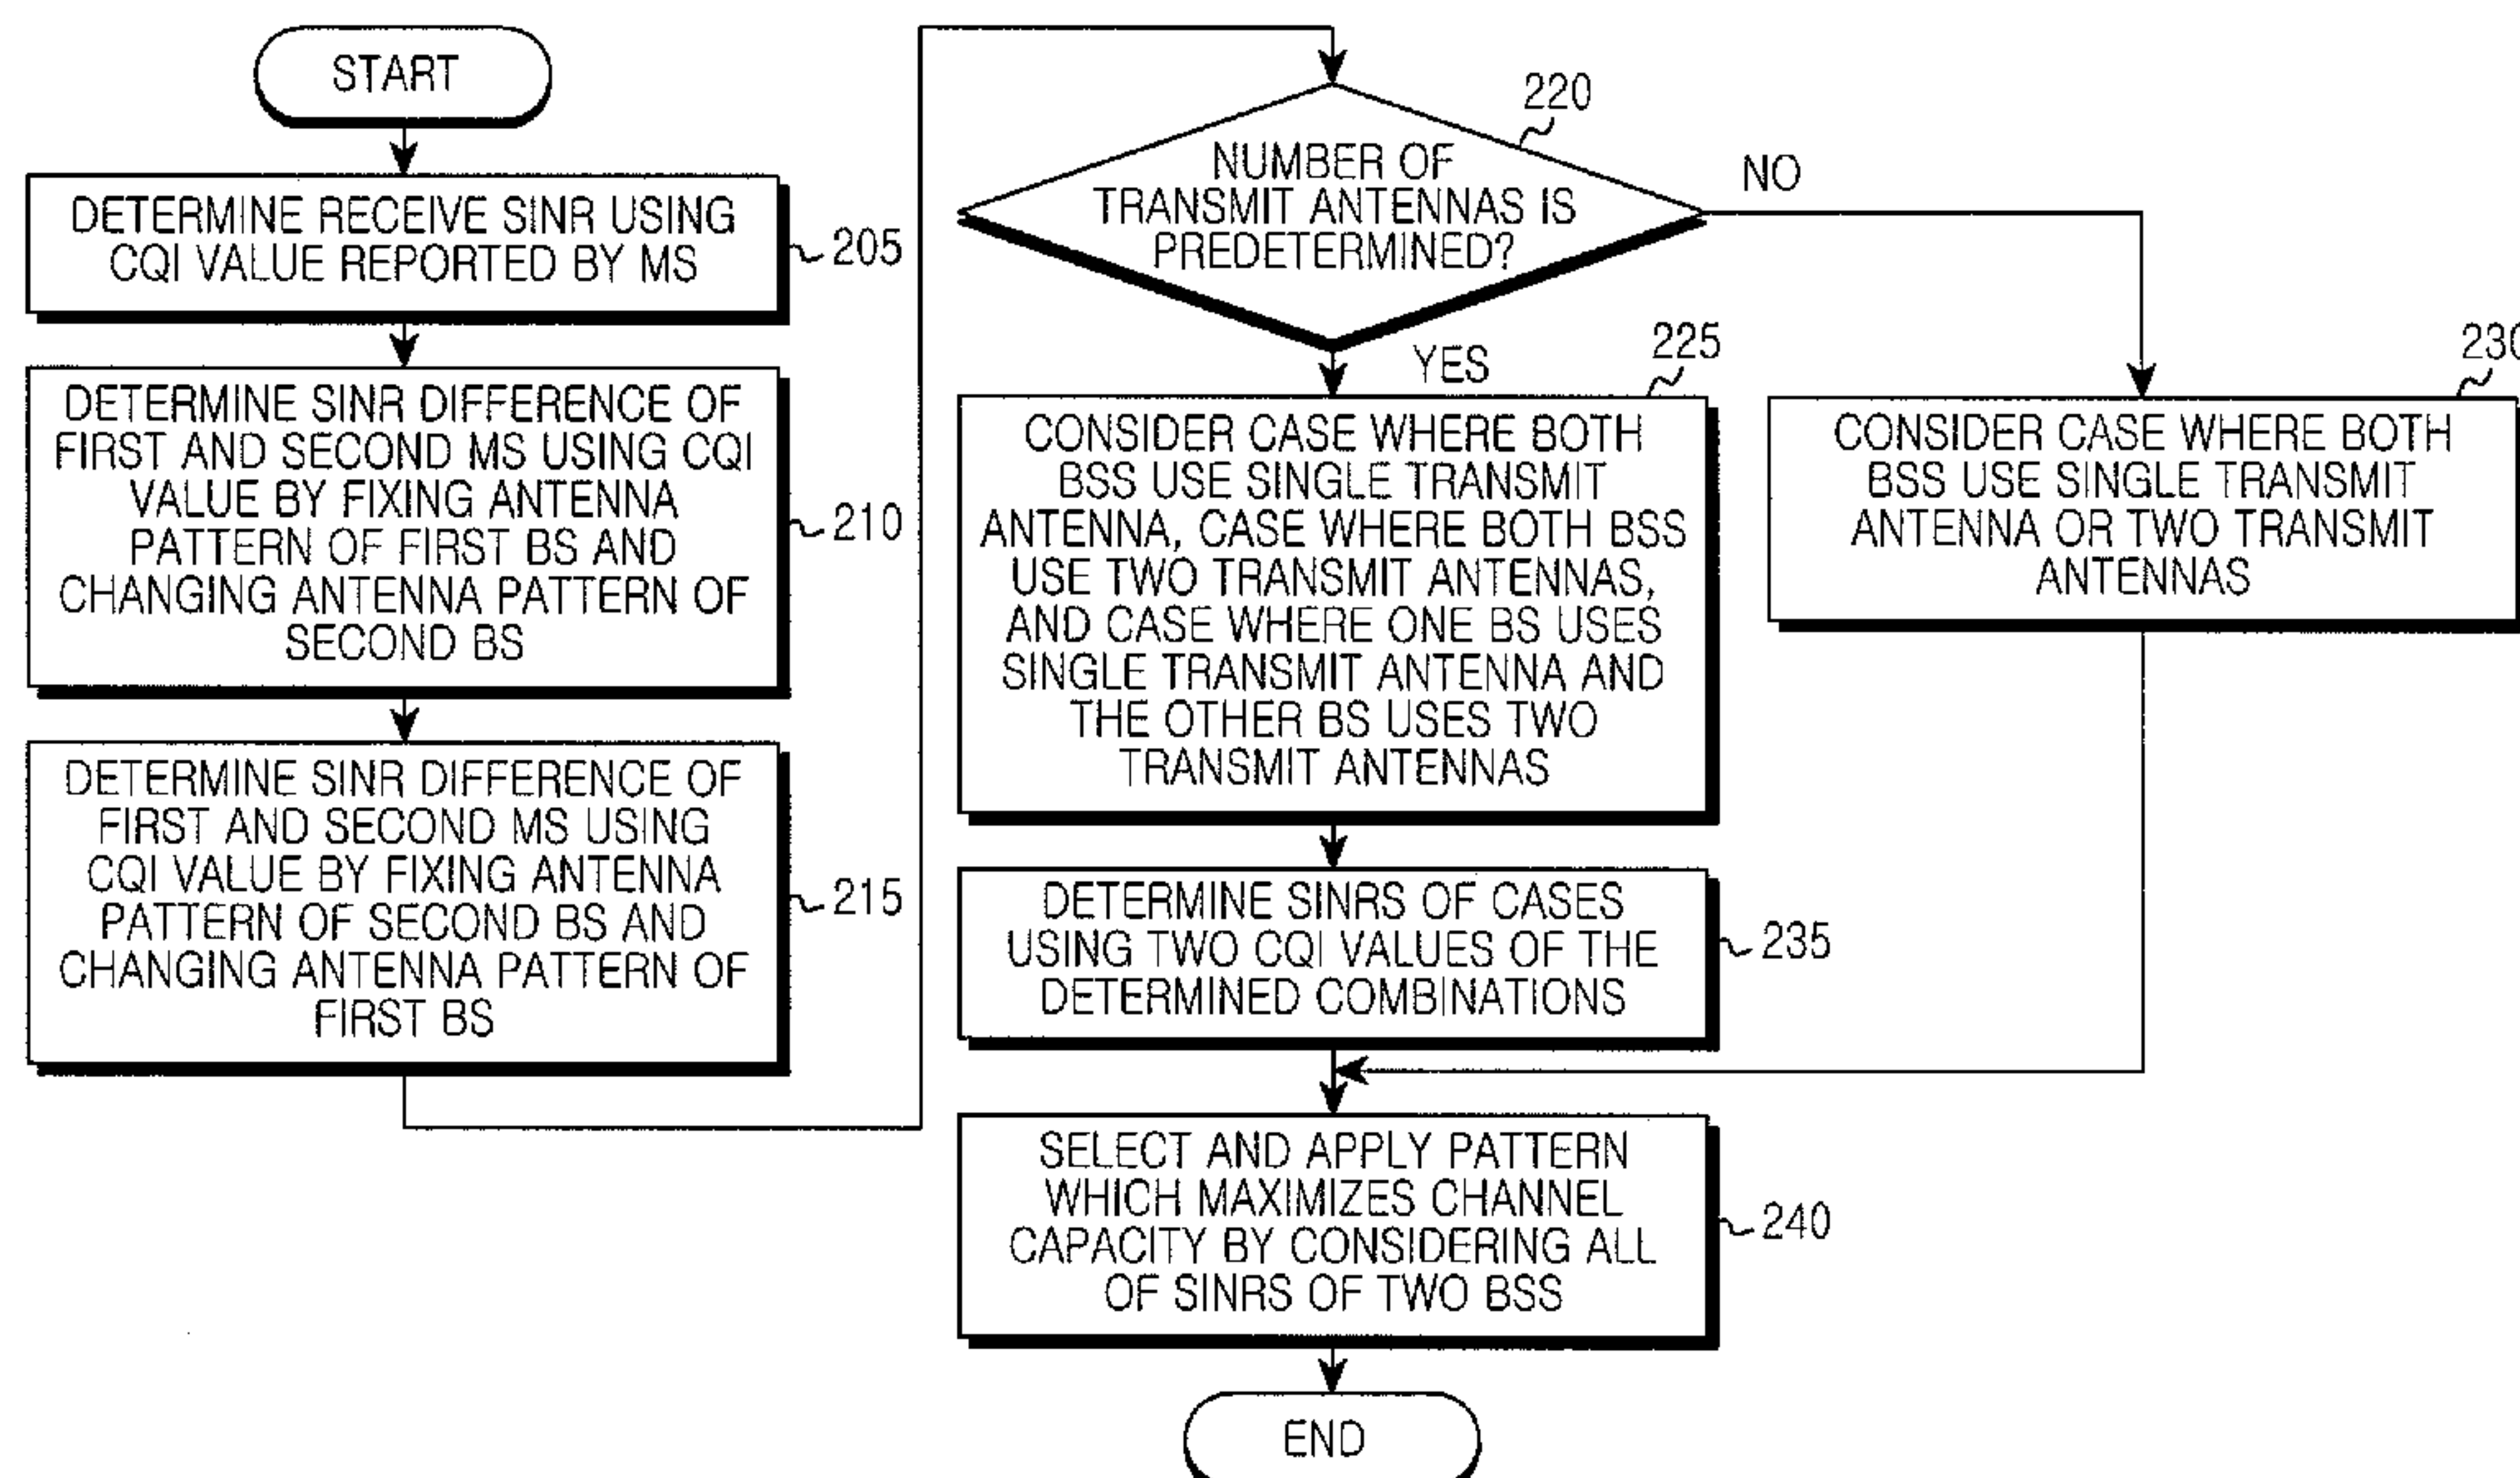 START
DETERMINE RECEIVE SINR USING
CQI VALUE REPORTED BY MS
205
DETERMINE SINR DIFFERENCE OF
FIRST AND SECOND MS USING CQI
VALUE BY FIXING ANTENNA
PATTERN OF FIRST BS AND
CHANGING ANTENNA PATTERN OF
SECOND BS
210
DETERMINE SINR DIFFERENCE OF
FIRST AND SECOND MS USING
CQI VALUE BY FIXING ANTENNA
PATTERN OF SECOND BS AND
CHANGING ANTENNA PATTERN OF
FIRST BS
215
220
NUMBER OF
TRANSMIT ANTENNAS IS
PREDETERMINED?
NO
YES
225
CONSIDER CASE WHERE BOTH
BSS USE SINGLE TRANSMIT
ANTENNA, CASE WHERE BOTH BSS
USE TWO TRANSMIT ANTENNAS,
AND CASE WHERE ONE BS USES
SINGLE TRANSMIT ANTENNA AND
THE OTHER BS USES TWO
TRANSMIT ANTENNAS
230
CONSIDER CASE WHERE BOTH
BSS USE SINGLE TRANSMIT
ANTENNA OR TWO TRANSMIT
ANTENNAS
DETERMINE SINRS OF CASES
USING TWO CQI VALUES OF THE
DETERMINED COMBINATIONS
235
SELECT AND APPLY PATTERN
WHICH MAXIMIZES CHANNEL
CAPACITY BY CONSIDERING ALL
OF SINRS OF TWO BSS
240
END